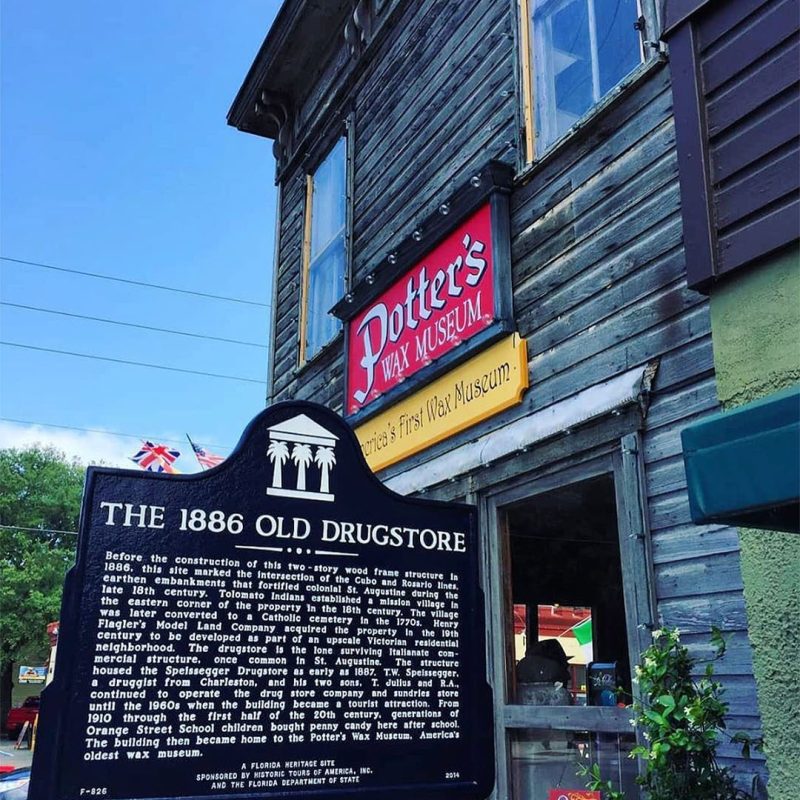 Potter's
WAX MUSEUM
America's First Wax Museum
THE 1886 OLD DRUGSTORE
Before the construction of this two-story wood frame structure in
1886, this site marked the intersection of the Cubo and Rosario lines,
earthen embankments that fortified colonial St. Augustine during the
late 18th century. Tolomato Indians established a mission village in
the eastern corner of the property in the 18th century. The village
was later converted to a Catholic cemetery in the 1770s. Henry
Flagler's Model Land Company acquired the property in the 19th
century to be developed as part of an upscale Victorian residential
neighborhood. The drugstore is the lone surviving Italianate com-
mercial structure, once common in St. Augustine. The structure
housed the Speissegger Drugstore as early as 1887. T.W. Speissegger,
a druggist from Charleston, and his two sons, T. Julius and R.A.,
continued to operate the drug store company and sundries store
until the 1960s when the building became a tourist attraction. From
1910 through the first half of the 20th century, generations of
Orange Street School children bought penny candy here after school.
The building then became home to the Potter's Wax Museum. America's
oldest wax museum.
A FLORIDA HERITAGE SITE
SPONSORED BY HISTORIC TOURS OF AMERICA, INC.
F-826 AND THE FLORIDA DEPARTMENT OF STATE 2014